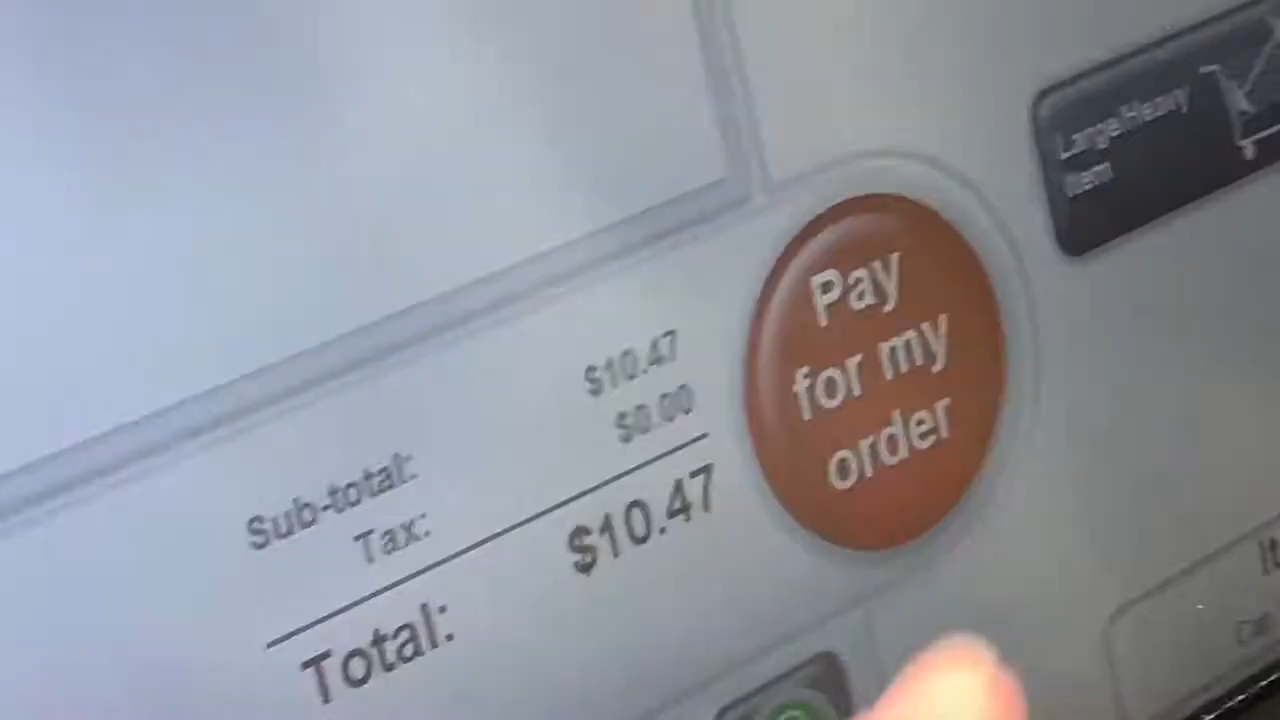 Large/Heavy
Item
Pay
for my
order
Sub-total: $10.47
Tax: $0.00
Total: $10.47